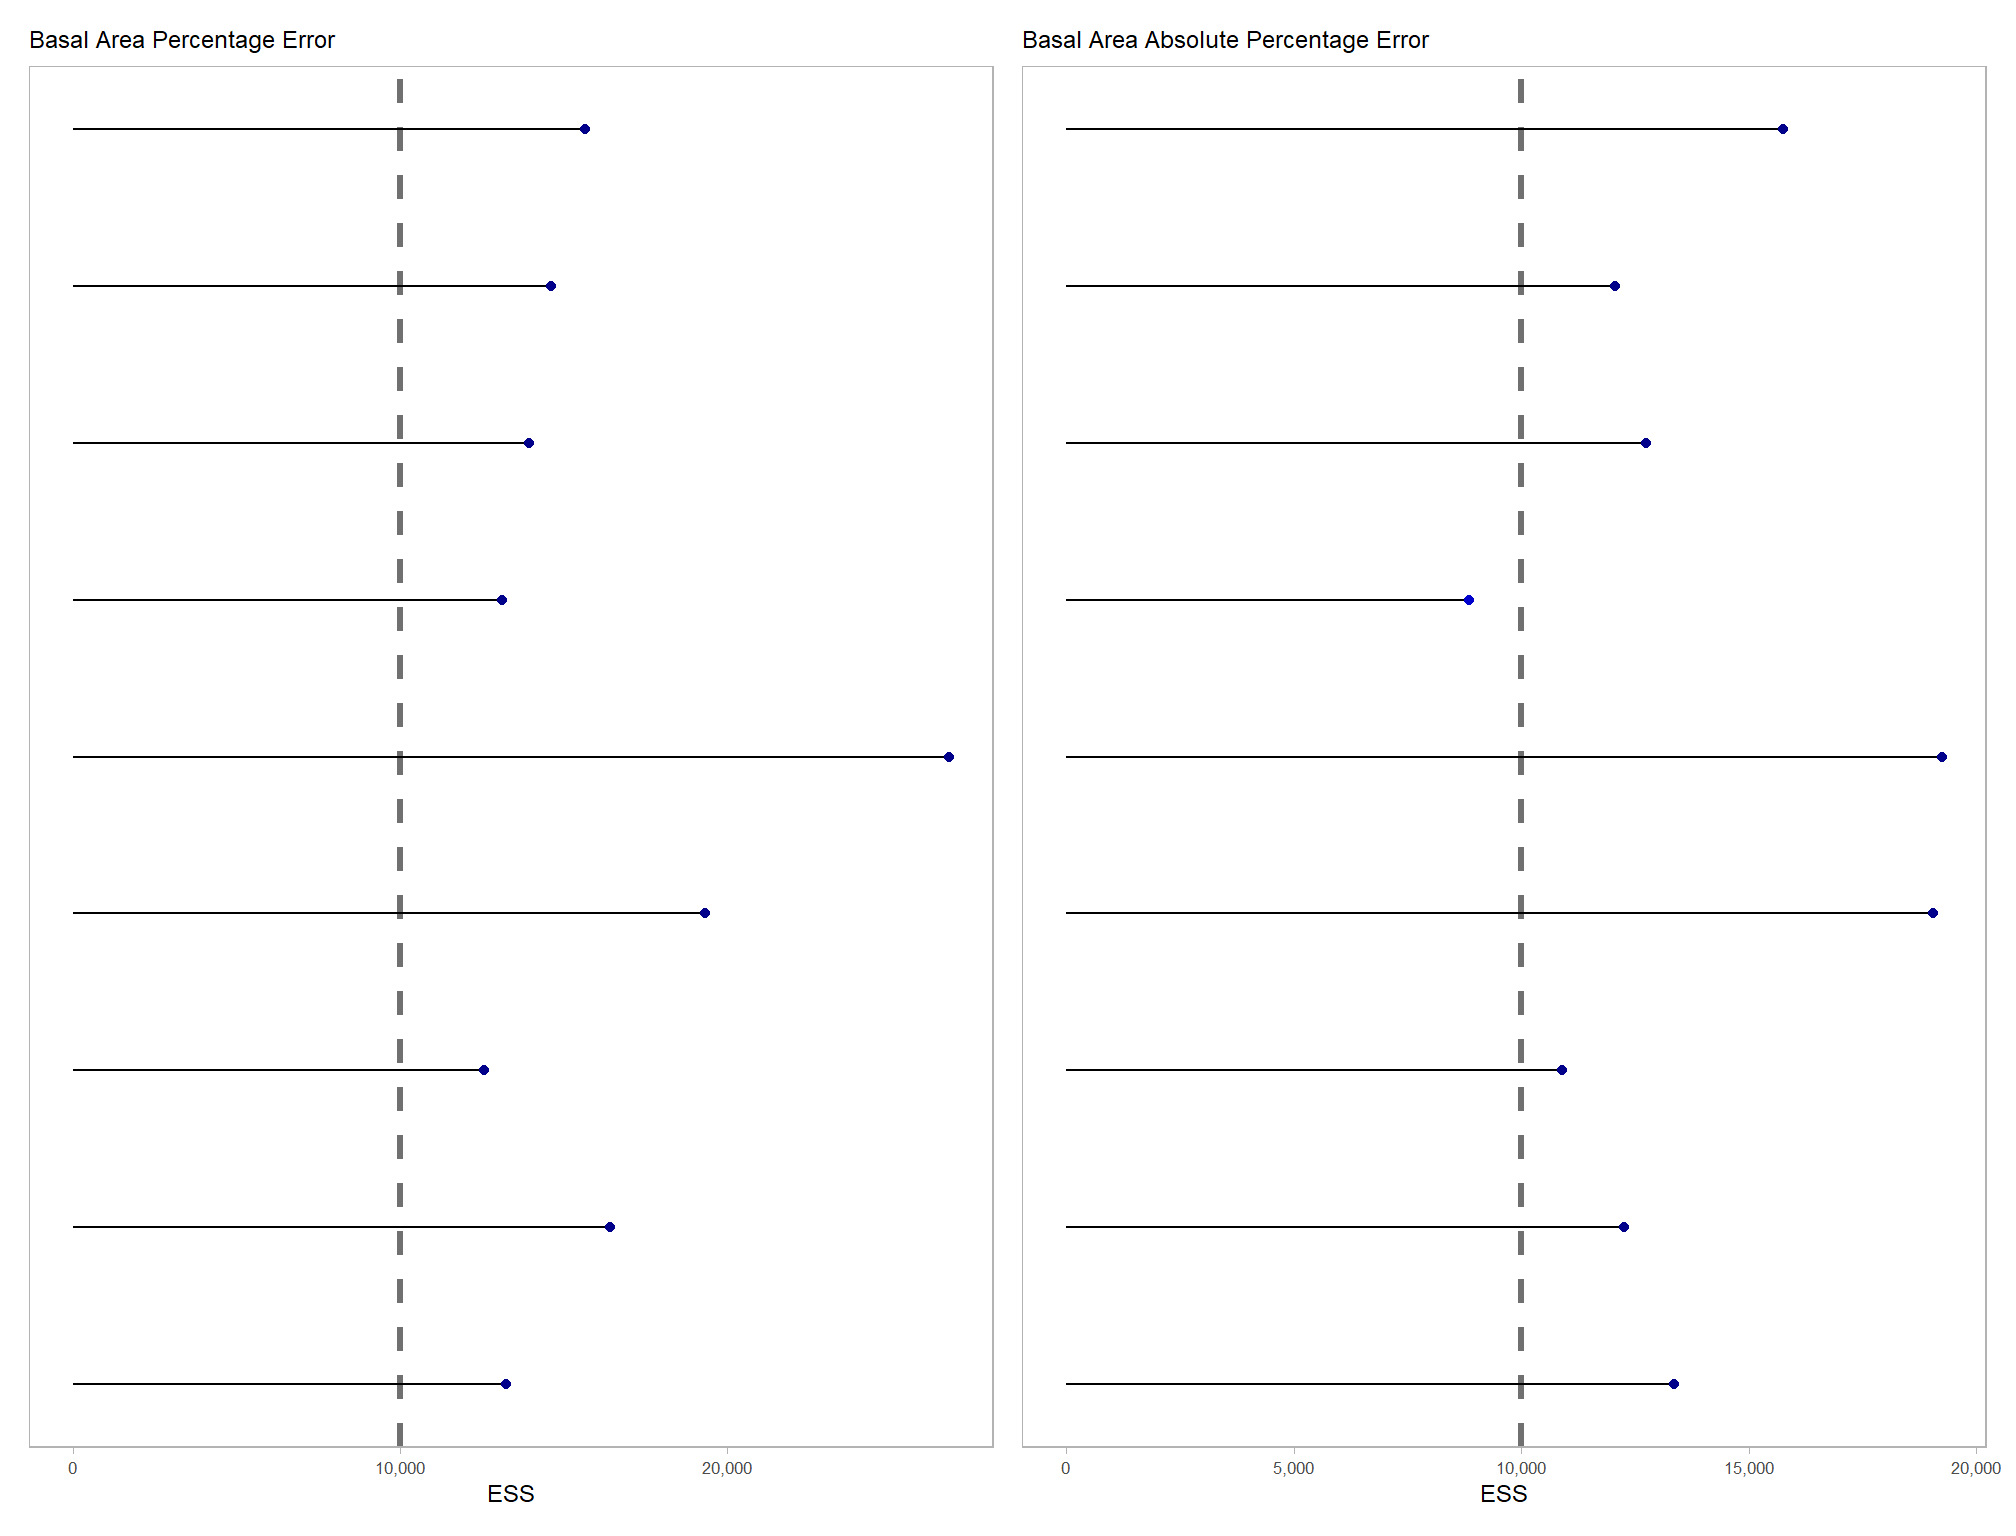 Basal Area Percentage Error
Basal Area Absolute Percentage Error
0 10,000 20,000
ESS
0 5,000 10,000 15,000 20,000
ESS